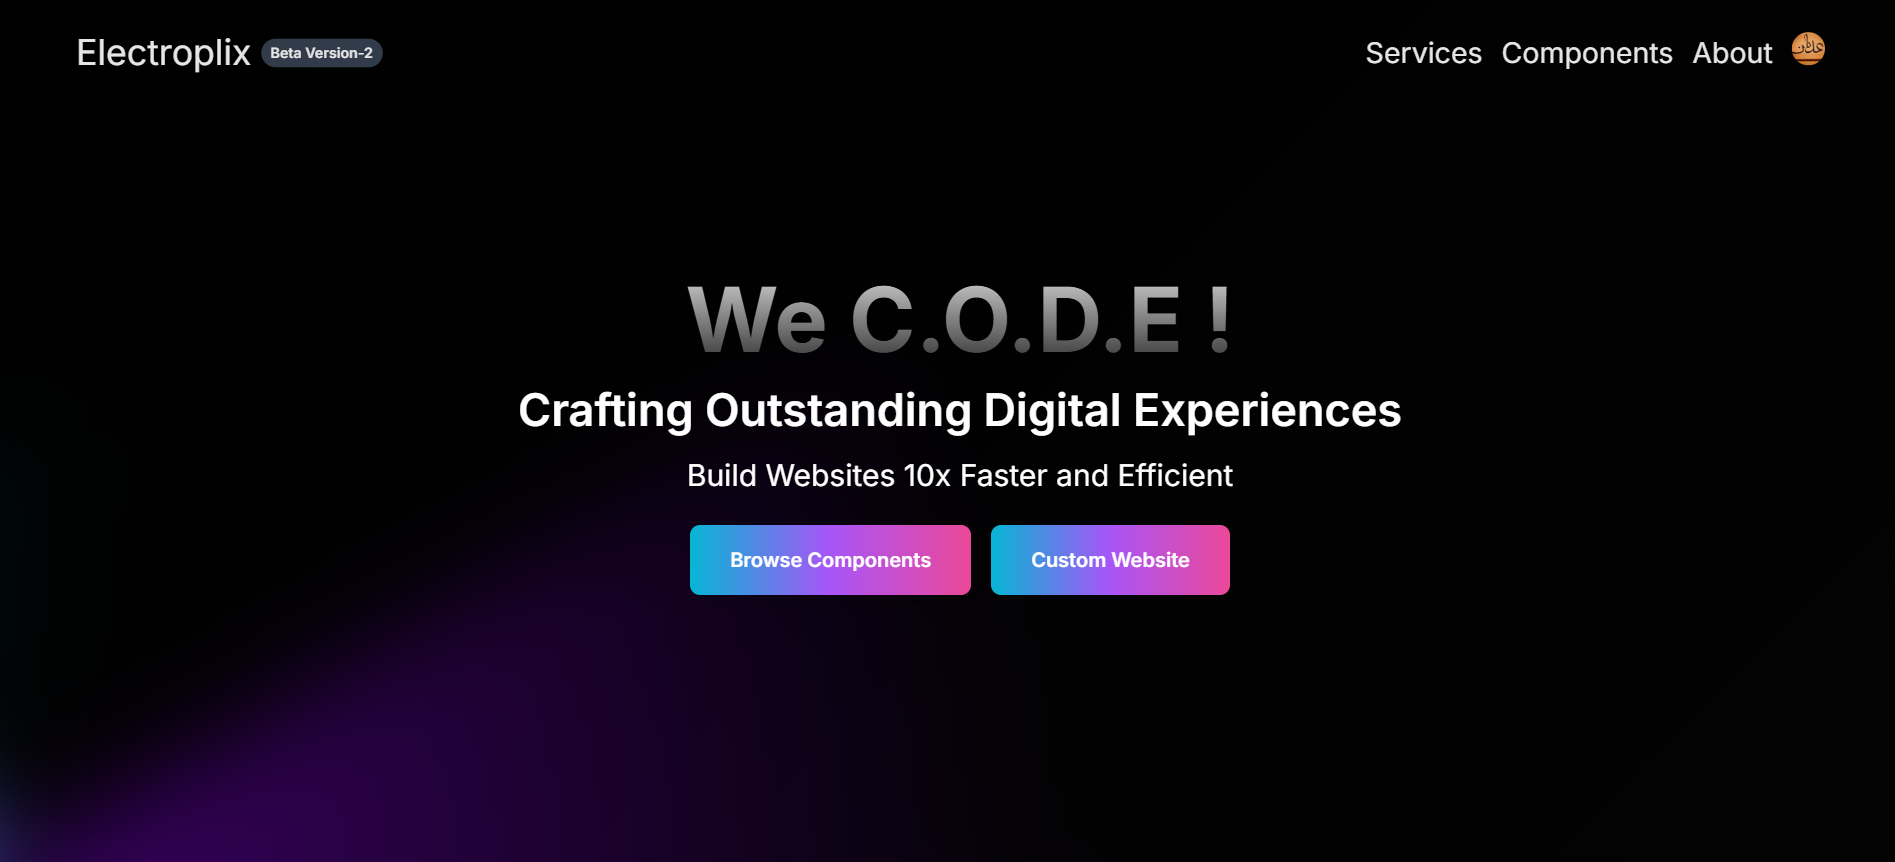 Electroplix Beta Version-2 Services Components About عدنان
We C.O.D.E !
Crafting Outstanding Digital Experiences
Build Websites 10x Faster and Efficient
Browse Components Custom Website